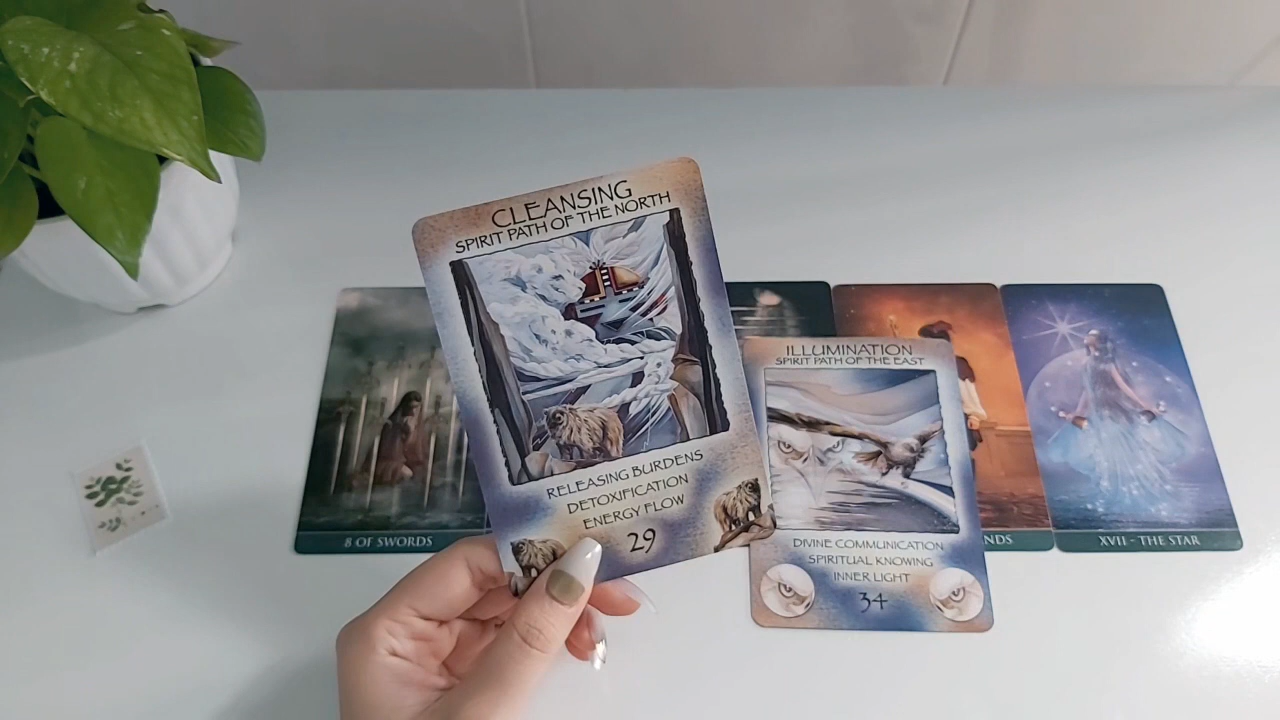 CLEANSING
SPIRIT PATH OF THE NORTH
RELEASING BURDENS
DETOXIFICATION
ENERGY FLOW
29
ILLUMINATION
SPIRIT PATH OF THE EAST
DIVINE COMMUNICATION
SPIRITUAL KNOWING
INNER LIGHT
34
8 OF SWORDS
NDS
XVII - THE STAR